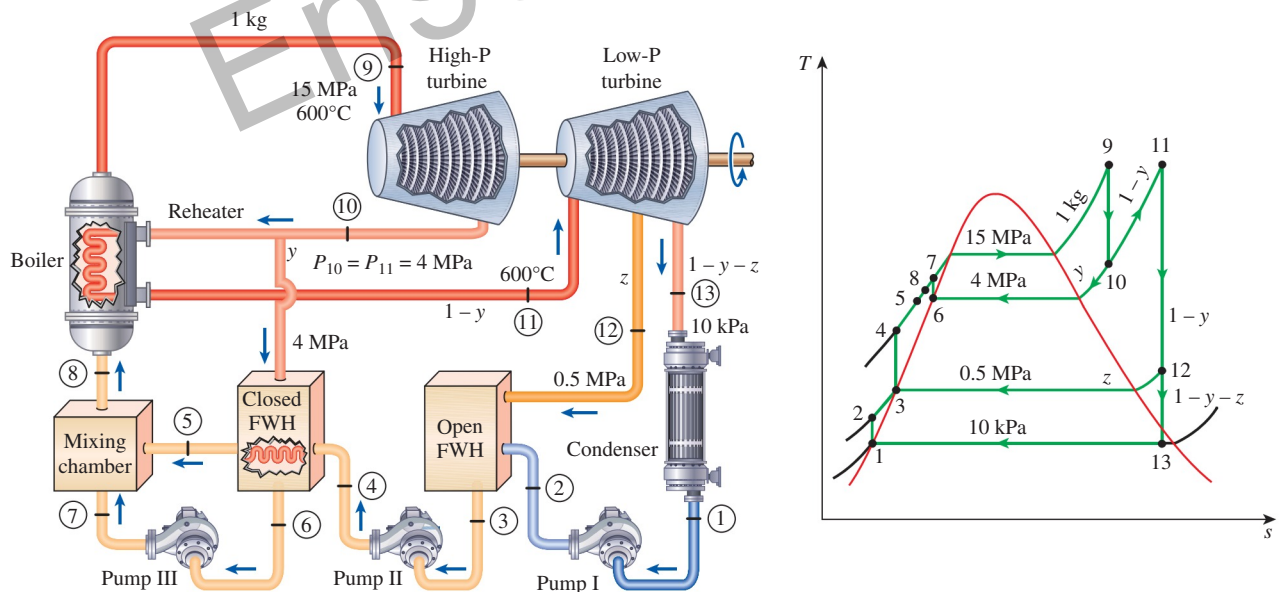 Eng
1 kg
9
15 MPa
600°C
High-P
turbine
Low-P
turbine
Reheater
10
Boiler
y
P10 = P11 = 4 MPa
600°C
1 – y
11
z
12
1 – y – z
13
10 kPa
8
4 MPa
0.5 MPa
Closed
FWH
Open
FWH
Condenser
Mixing
chamber
5
4
2
7
6
3
1
Pump III
Pump II
Pump I
T
9
11
1 kg
1 – y
15 MPa
7
8
5
6
y
10
4 MPa
4
1 – y
0.5 MPa
z
12
3
2
1 – y – z
10 kPa
1
13
s